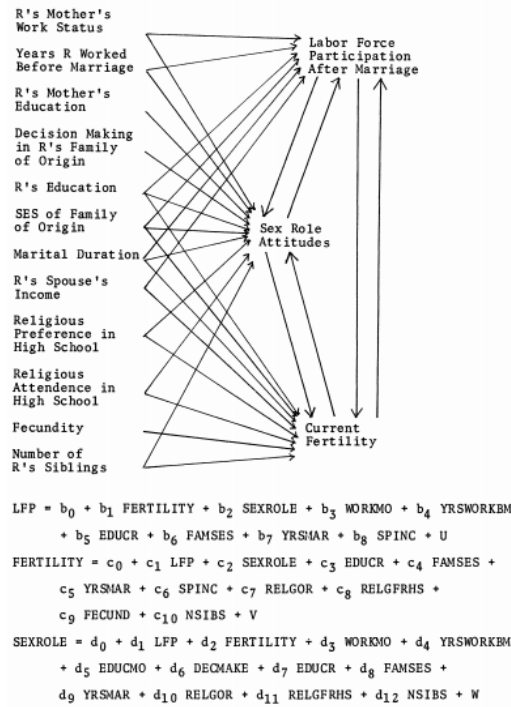 R's Mother's
Work Status
Years R Worked
Before Marriage
R's Mother's
Education
Decision Making
in R's Family
of Origin
R's Education
SES of Family
of Origin
Marital Duration
R's Spouse's
Income
Religious
Preference in
High School
Religious
Attendence in
High School
Fecundity
Number of
R's Siblings
Labor Force
Participation
After Marriage
Sex Role
Attitudes
Current
Fertility
LFP = b0 + b1 FERTILITY + b2 SEXROLE + b3 WORKMO + b4 YRSWORKBM
+ b5 EDUCR + b6 FAMSES + b7 YRSMAR + b8 SPINC + U
FERTILITY = c0 + c1 LFP + c2 SEXROLE + c3 EDUCR + c4 FAMSES +
c5 YRSMAR + c6 SPINC + c7 RELGOR + c8 RELGFRHS +
c9 FECUND + c10 NSIBS + V
SEXROLE = d0 + d1 LFP + d2 FERTILITY + d3 WORKMO + d4 YRSWORKBM
+ d5 EDUCMO + d6 DECMAKE + d7 EDUCR + d8 FAMSES +
d9 YRSMAR + d10 RELGOR + d11 RELGFRHS + d12 NSIBS + W